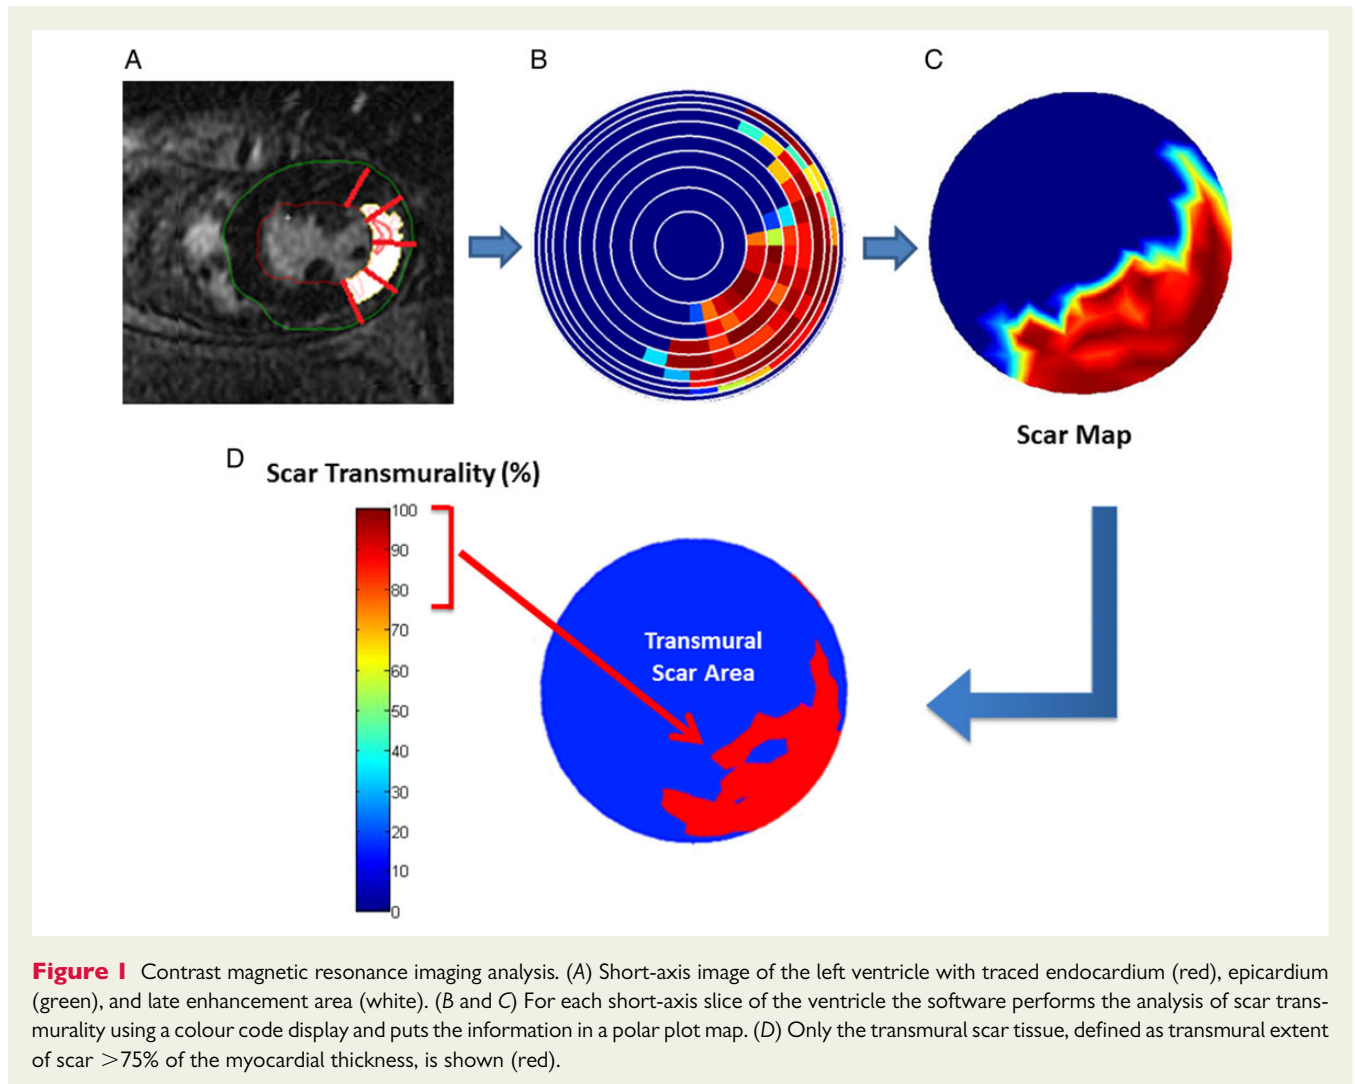 A
B
C
Scar Map
D
Scar Transmurality (%)
100
90
80
70
60
50
40
30
20
10
0
Transmural
Scar Area
Figure 1 Contrast magnetic resonance imaging analysis. (A) Short-axis image of the left ventricle with traced endocardium (red), epicardium
(green), and late enhancement area (white). (B and C) For each short-axis slice of the ventricle the software performs the analysis of scar trans-
murality using a colour code display and puts the information in a polar plot map. (D) Only the transmural scar tissue, defined as transmural extent
of scar >75% of the myocardial thickness, is shown (red).